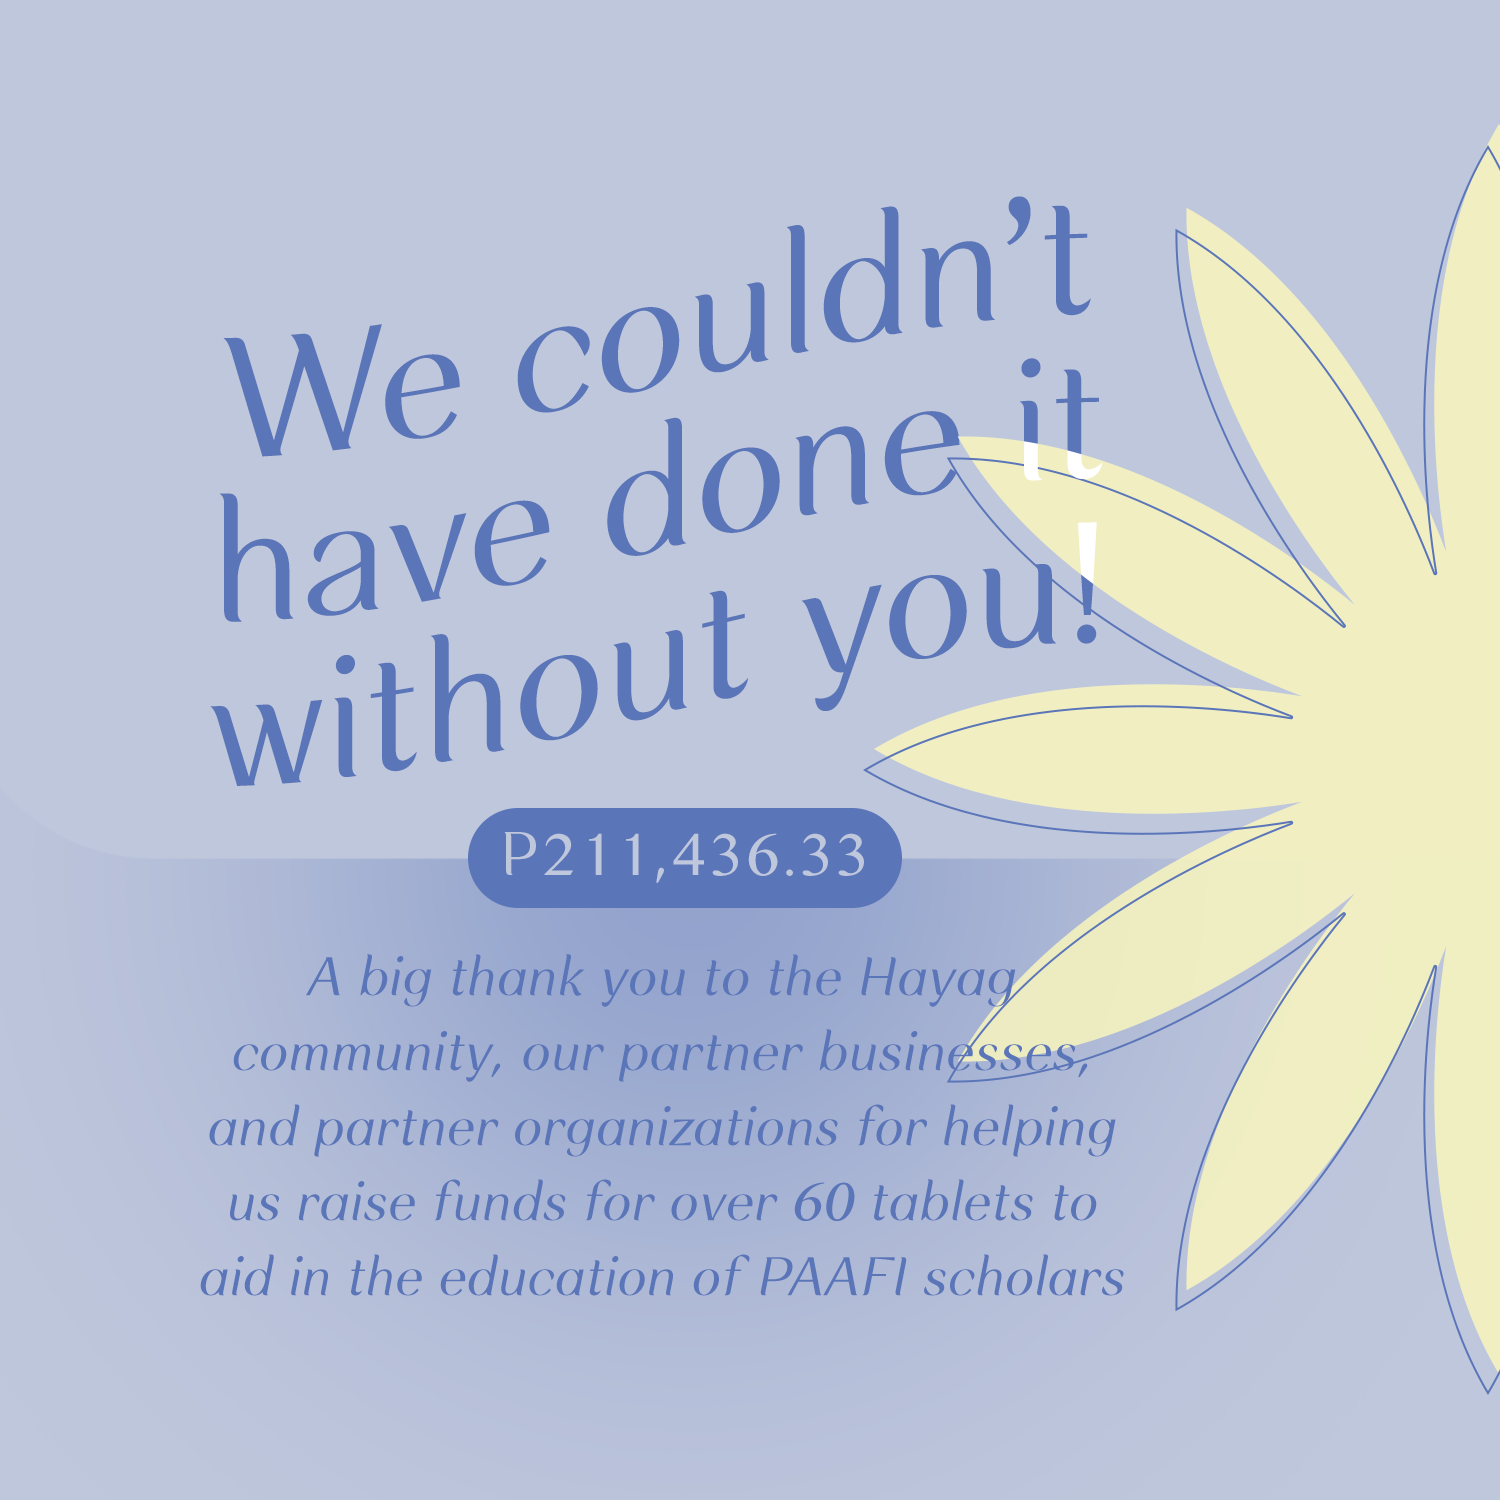 We couldn’t
have done it
without you!
P211,436.33
A big thank you to the Hayag
community, our partner businesses,
and partner organizations for helping
us raise funds for over 60 tablets to
aid in the education of PAAFI scholars